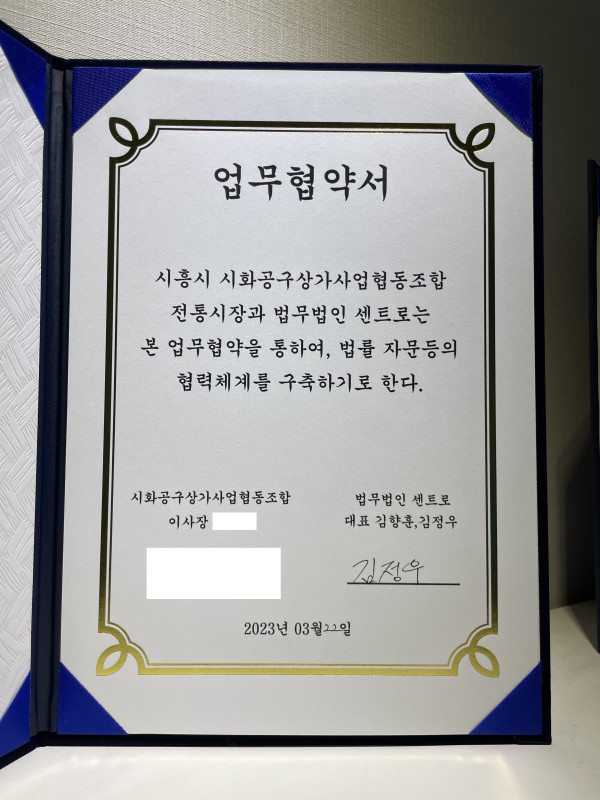 업무협약서
시흥시 시화공구상가사업협동조합
전통시장과 법무법인 센트로는
본 업무협약을 통하여, 법률 자문등의
협력체계를 구축하기로 한다.
시화공구상가사업협동조합
이사장
법무법인 센트로
대표 김향훈,김정우
김정우
2023년 03월22일